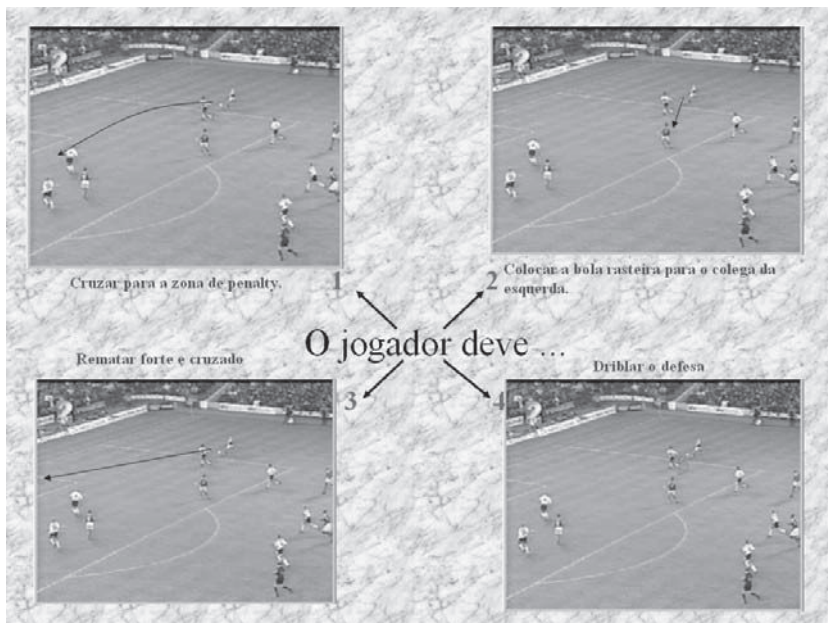 Cruzar para a zona de penalty.
1
2
Colocar a bola rasteira para o colega da
esquerda.
O jogador deve ...
Rematar forte e cruzado
3
Driblar o defesa
4